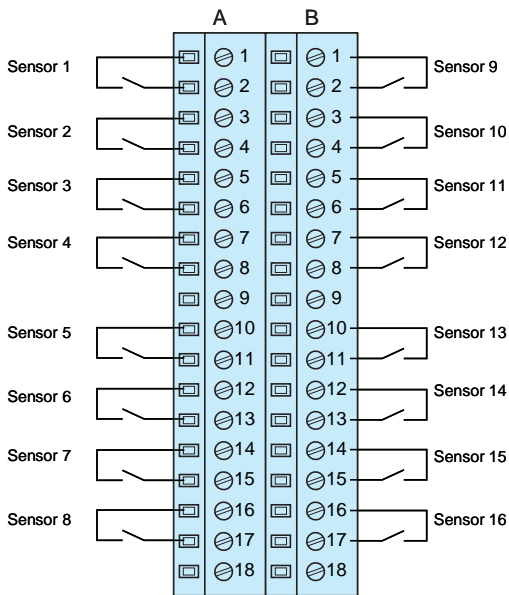 A B
1 1
Sensor 1 Sensor 9
2 2
3 3
Sensor 2 Sensor 10
4 4
5 5
Sensor 3 Sensor 11
6 6
7 7
Sensor 4 Sensor 12
8 8
9 9
10 10
Sensor 5 Sensor 13
11 11
12 12
Sensor 6 Sensor 14
13 13
14 14
Sensor 7 Sensor 15
15 15
16 16
Sensor 8 Sensor 16
17 17
18 18